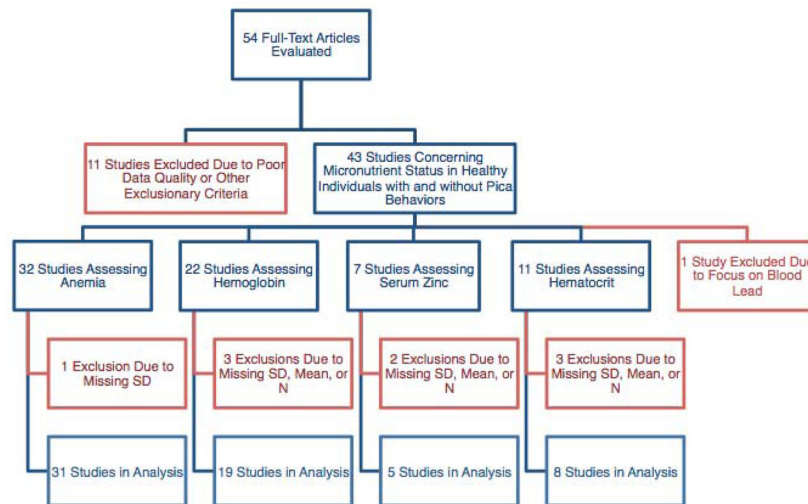 54 Full-Text Articles
Evaluated
11 Studies Excluded Due to Poor
Data Quality or Other
Exclusionary Criteria
43 Studies Concerning
Micronutrient Status in Healthy
Individuals with and without Pica
Behaviors
32 Studies Assessing
Anemia
22 Studies Assessing
Hemoglobin
7 Studies Assessing
Serum Zinc
11 Studies Assessing
Hematocrit
1 Study Excluded Due
to Focus on Blood
Lead
1 Exclusion Due to
Missing SD
3 Exclusions Due to
Missing SD, Mean, or
N
2 Exclusions Due to
Missing SD, Mean, or
N
3 Exclusions Due to
Missing SD, Mean, or
N
31 Studies in Analysis
19 Studies in Analysis
5 Studies in Analysis
8 Studies in Analysis